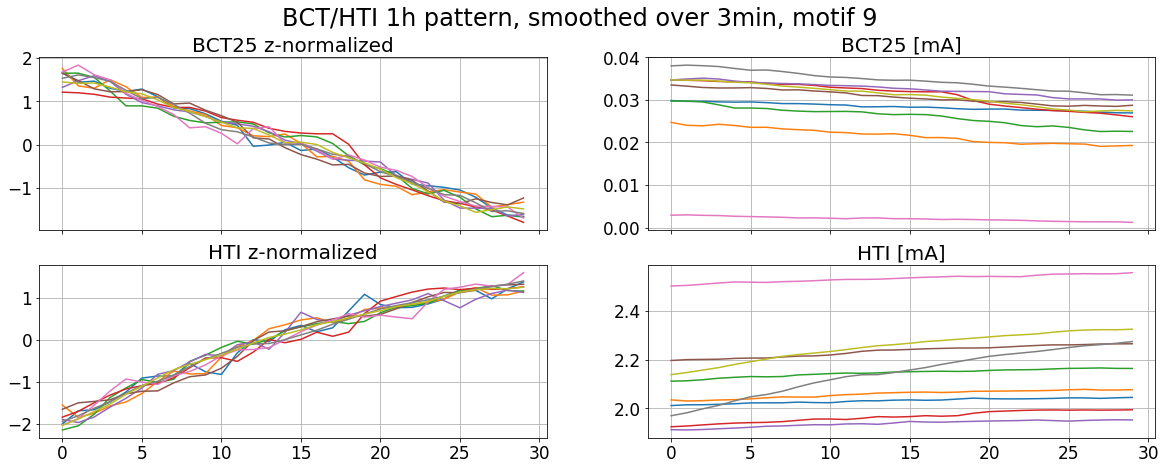 BCT/HTI 1h pattern, smoothed over 3min, motif 9
BCT25 z-normalized
2
1
0
−1
BCT25 [mA]
0.04
0.03
0.02
0.01
0.00
HTI z-normalized
1
0
−1
−2
0 5 10 15 20 25 30
HTI [mA]
2.4
2.2
2.0
0 5 10 15 20 25 30